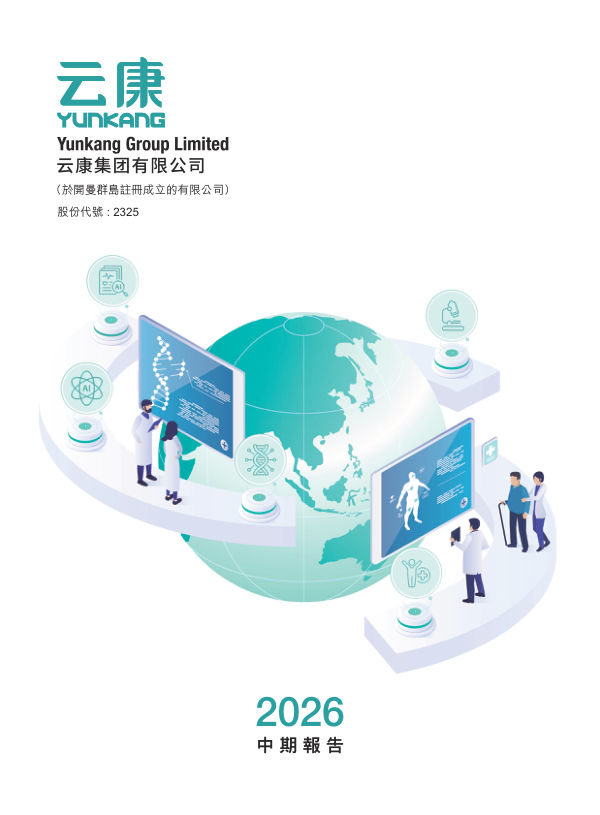 云康
YUNKANG
Yunkang Group Limited
云康集团有限公司
（於開曼群島註冊成立的有限公司）
股份代號 : 2325
AI
AI
2026
中期報告